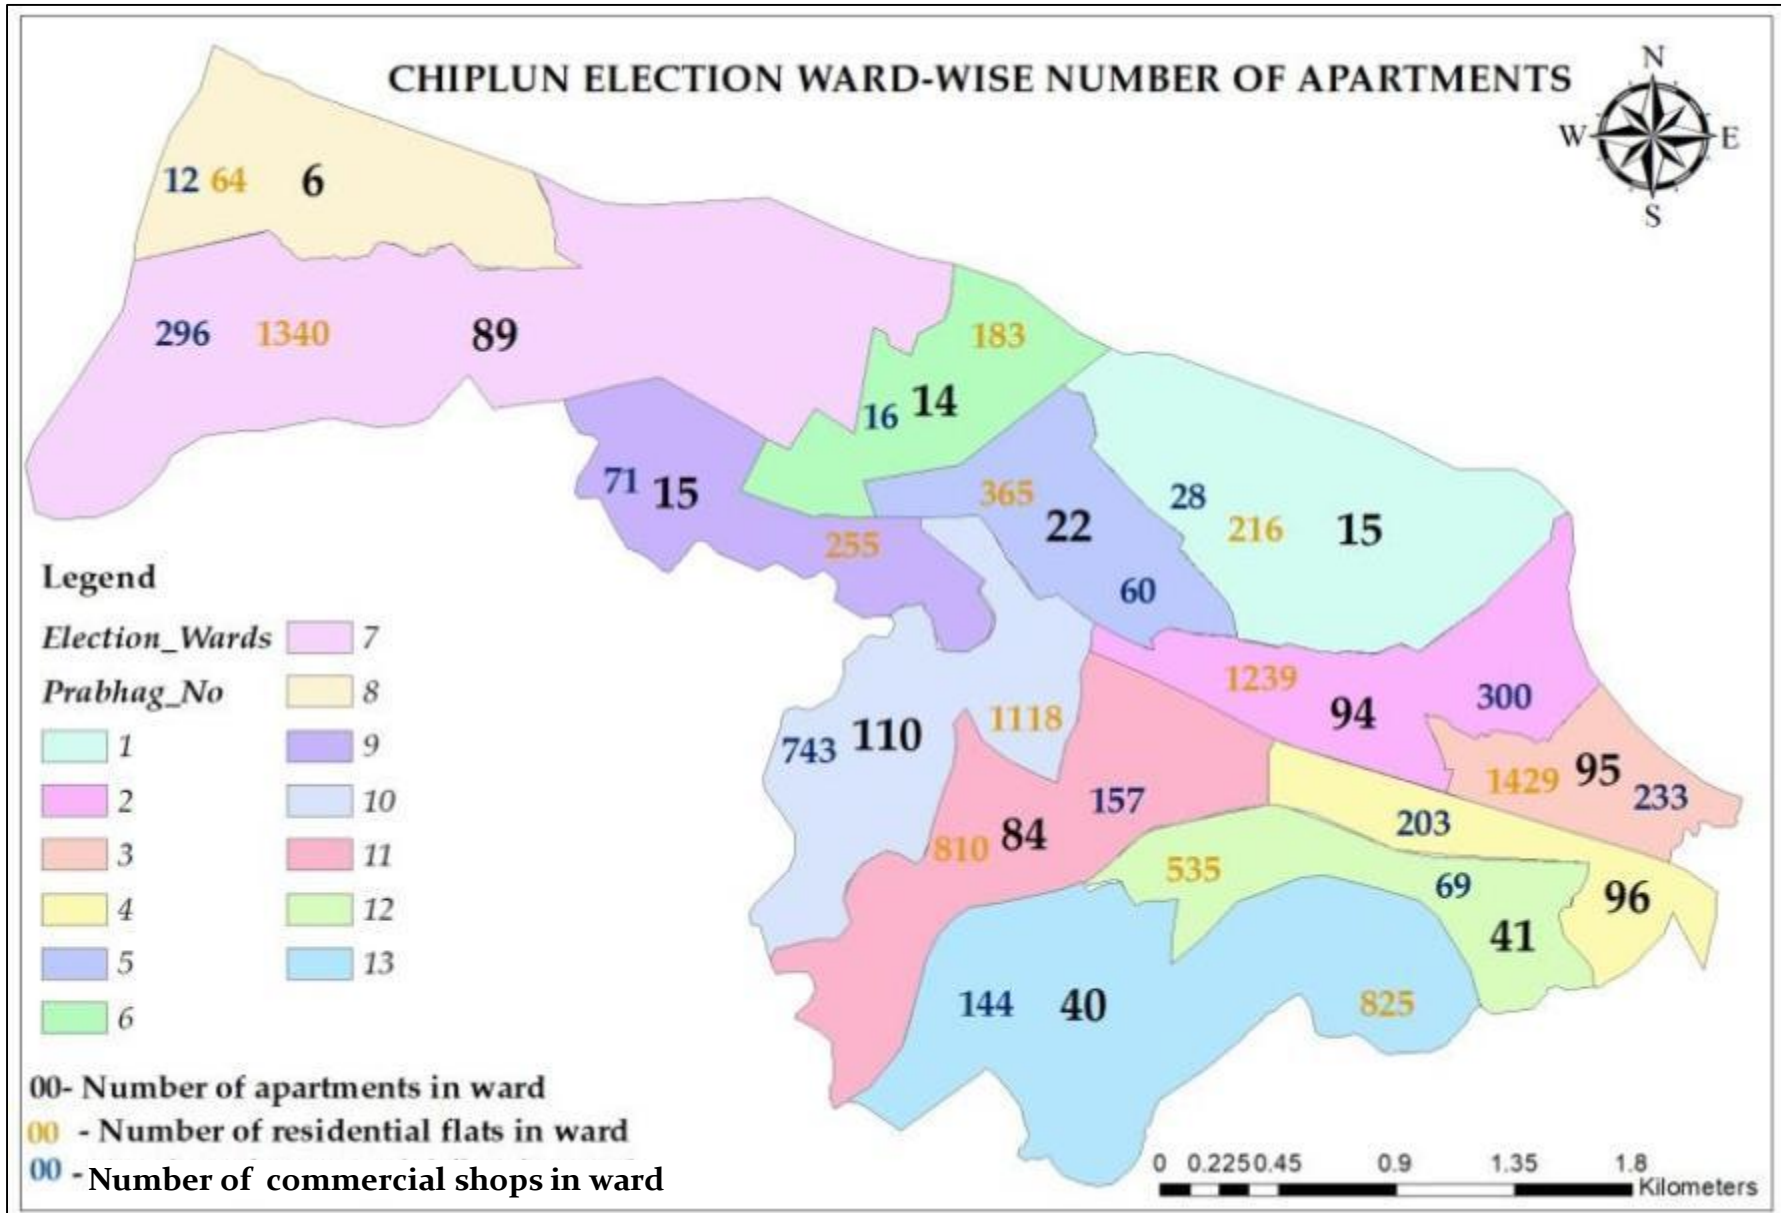 CHIPLUN ELECTION WARD-WISE NUMBER OF APARTMENTS
N
W E
S
12 64 6
296 1340 89
183
16 14
71 15
255
365
22
60
28
216 15
1239
94
300
1429 95
233
743 110
1118
157
810 84
203
96
535
69
41
144 40
825
Legend
Election_Wards
Prabhag_No
1
2
3
4
5
6
7
8
9
10
11
12
13
00- Number of apartments in ward
00 - Number of residential flats in ward
00 - Number of commercial shops in ward
0 0.225 0.45 0.9 1.35 1.8
Kilometers